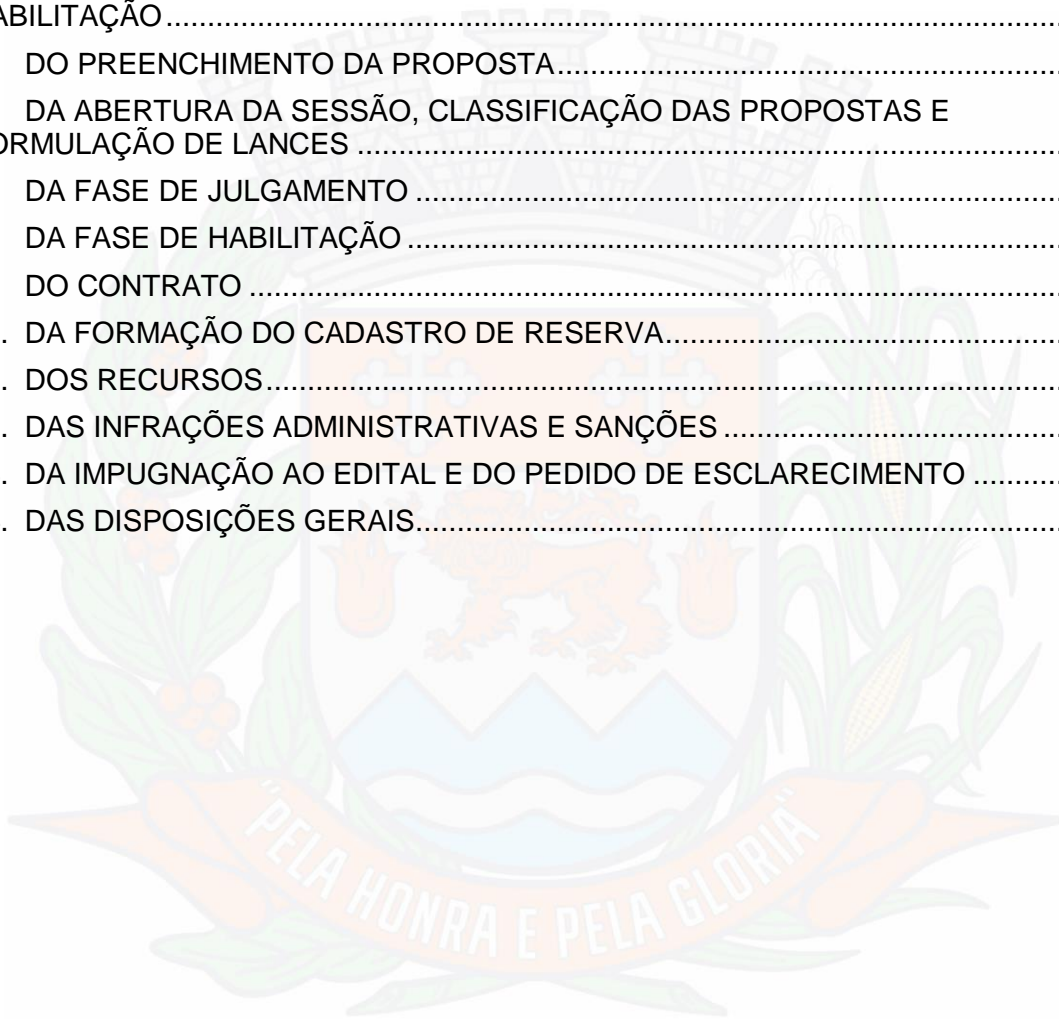 ABILITAÇÃO....................................................................................................
DO PREENCHIMENTO DA PROPOSTA..............................................................
DA ABERTURA DA SESSÃO, CLASSIFICAÇÃO DAS PROPOSTAS E
ORMULAÇÃO DE LANCES ......................................................................................
DA FASE DE JULGAMENTO ...............................................................................
DA FASE DE HABILITAÇÃO ................................................................................
DO CONTRATO ....................................................................................................
. DA FORMAÇÃO DO CADASTRO DE RESERVA................................................
. DOS RECURSOS..................................................................................................
. DAS INFRAÇÕES ADMINISTRATIVAS E SANÇÕES .........................................
. DA IMPUGNAÇÃO AO EDITAL E DO PEDIDO DE ESCLARECIMENTO ...........
. DAS DISPOSIÇÕES GERAIS................................................................................
"PELA HONRA E PELA GLORIA"